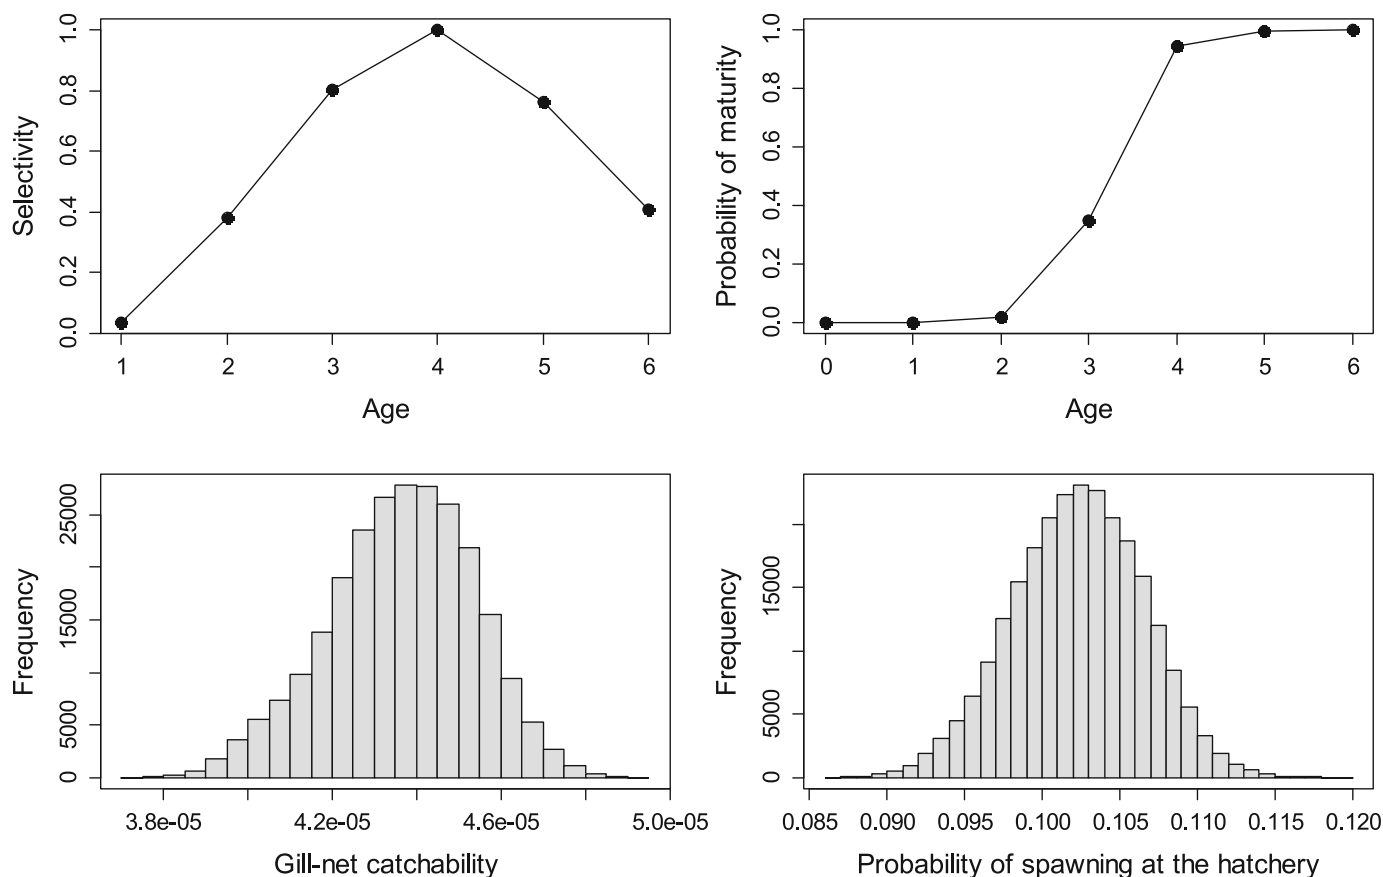 Selectivity
0.0 0.2 0.4 0.6 0.8 1.0
1 2 3 4 5 6
Age
Probability of maturity
0.0 0.2 0.4 0.6 0.8 1.0
0 1 2 3 4 5 6
Age
Frequency
0 5000 15000 25000
3.8e-05 4.2e-05 4.6e-05 5.0e-05
Gill-net catchability
Frequency
0 5000 15000
0.085 0.090 0.095 0.100 0.105 0.110 0.115 0.120
Probability of spawning at the hatchery